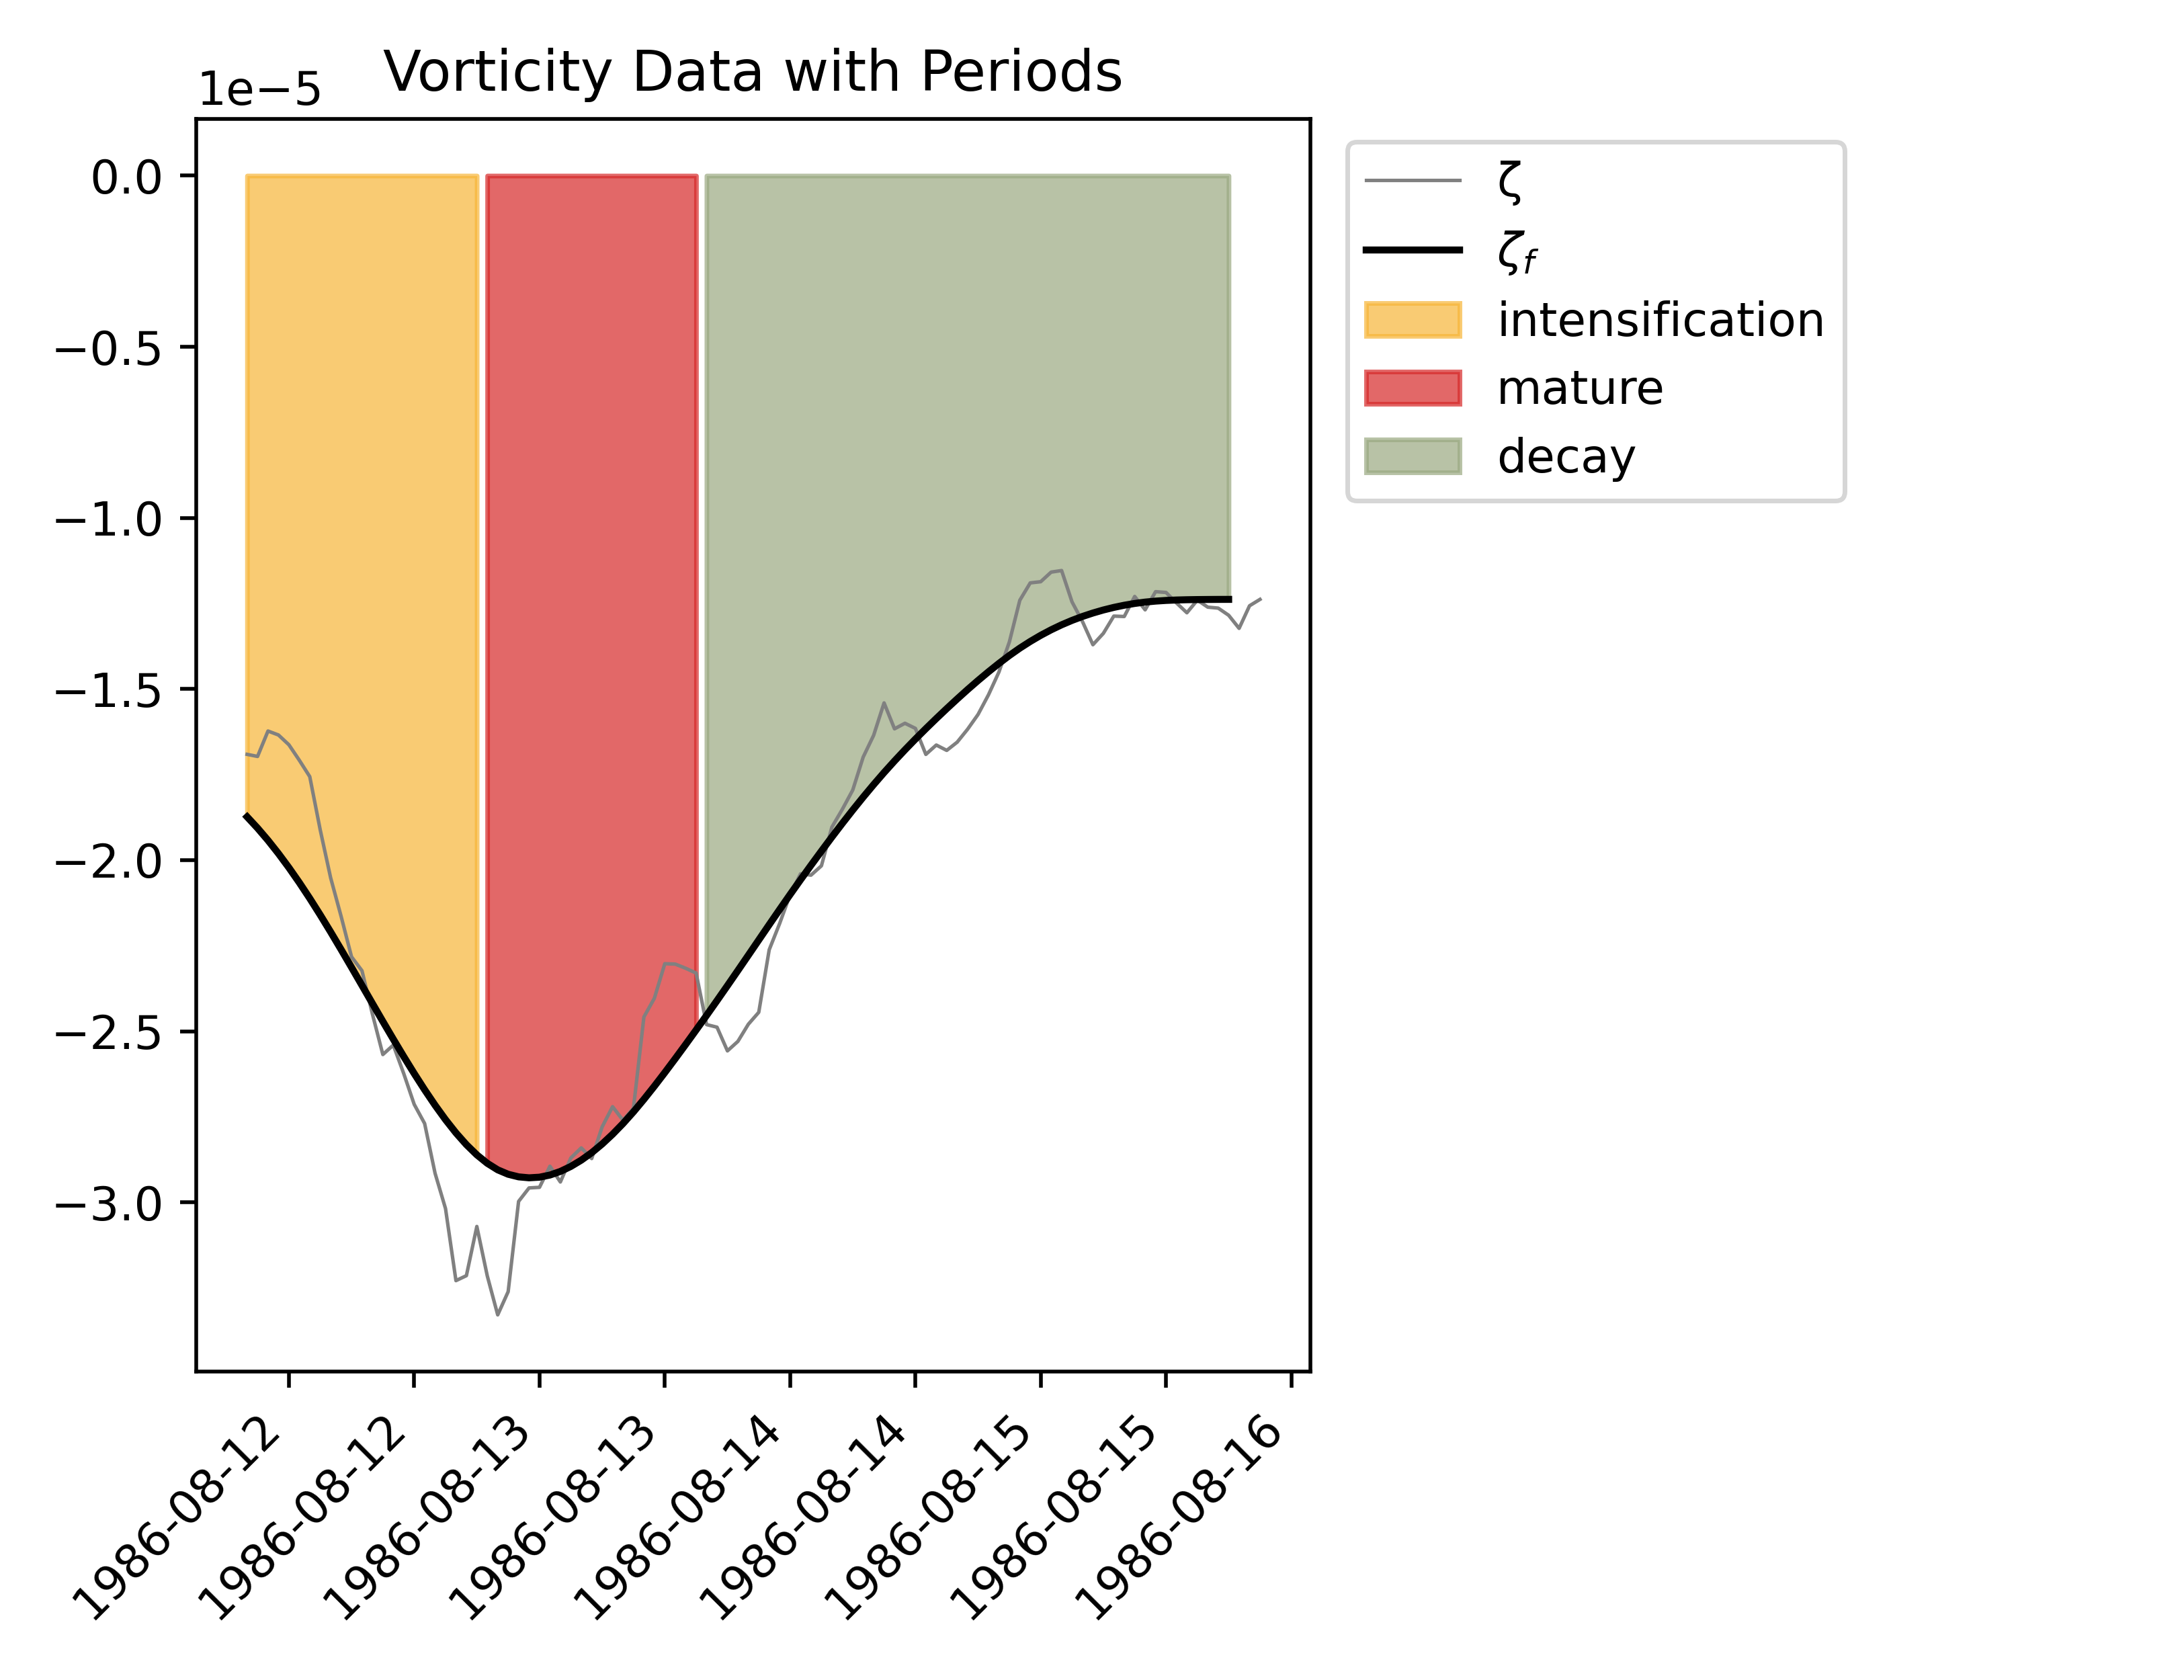 Vorticity Data with Periods
1e−5
0.0
−0.5
−1.0
−1.5
−2.0
−2.5
−3.0
1986-08-12
1986-08-12
1986-08-13
1986-08-13
1986-08-14
1986-08-14
1986-08-15
1986-08-15
1986-08-16
ζ
ζf
intensification
mature
decay